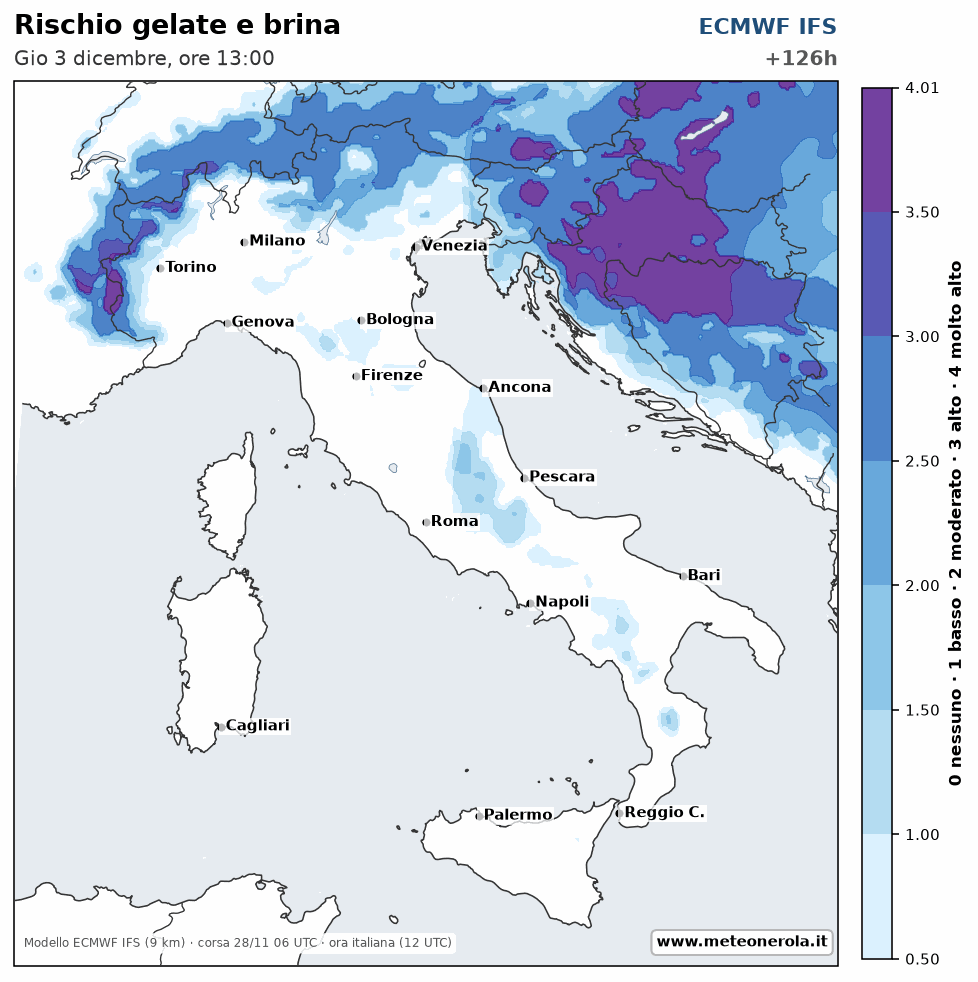 Rischio gelate e brina
ECMWF IFS
Gio 3 dicembre, ore 13:00
+126h
4.01
3.50
3.00
2.50
2.00
1.50
1.00
0.50
0 nessuno · 1 basso · 2 moderato · 3 alto · 4 molto alto
Milano
Venezia
Torino
Genova
Bologna
Firenze
Ancona
Pescara
Roma
Bari
Napoli
Cagliari
Palermo
Reggio C.
Modello ECMWF IFS (9 km) · corsa 28/11 06 UTC · ora italiana (12 UTC)
www.meteonerola.it